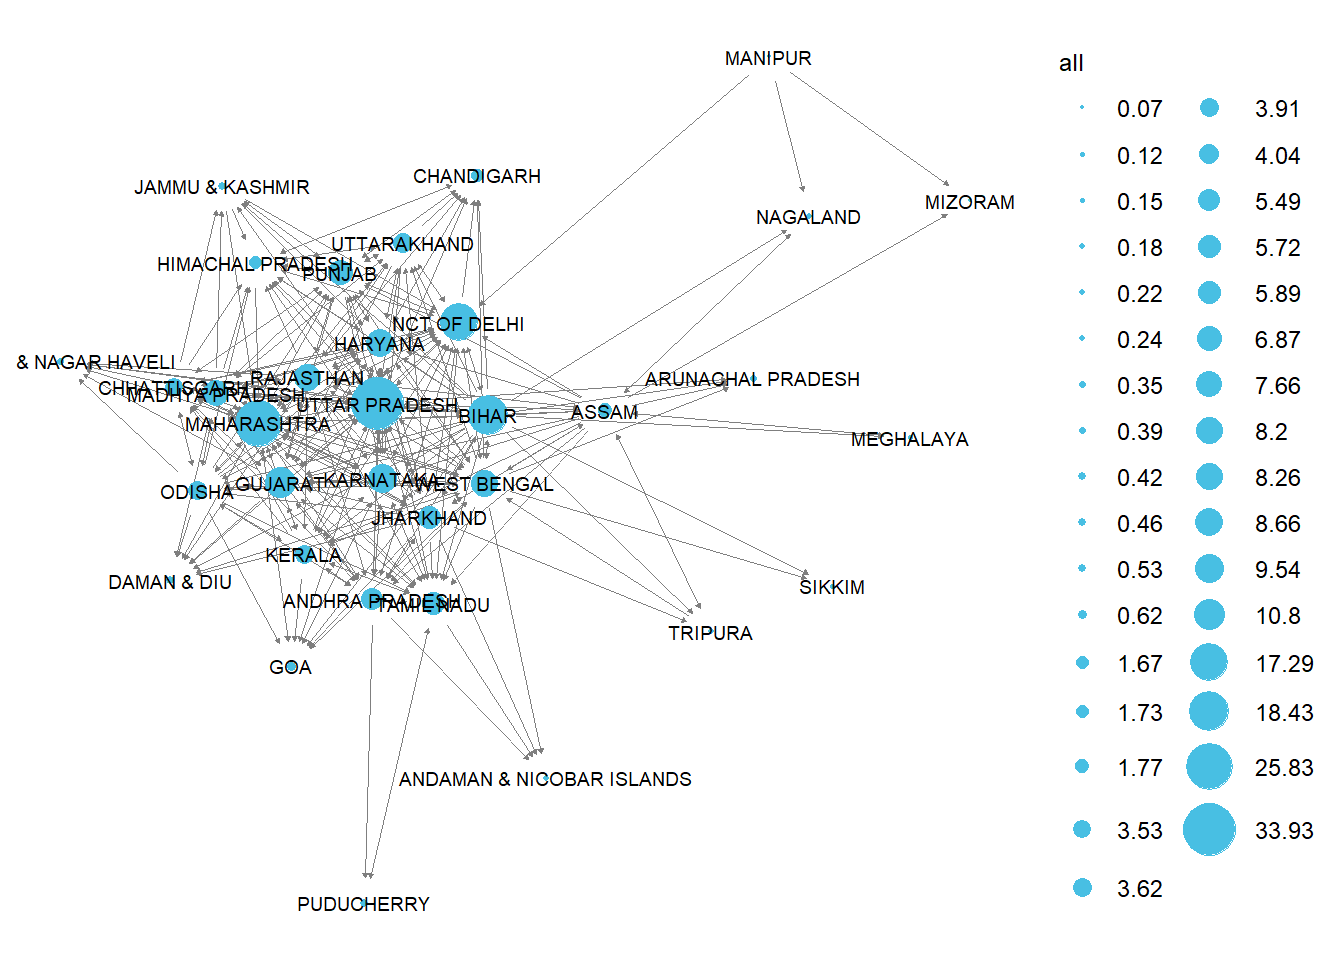 MANIPUR
all
0.07
3.91
0.12
4.04
CHANDIGARH
JAMMU & KASHMIR
0.15
5.49
MIZORAM
NAGALAND
UTTARAKHAND
0.18
5.72
HIMACHAL PRADESH
PUNJAB
0.22
5.89
NCT OF DELHI
HARYANA
0.24
6.87
& NAGAR HAVELI
RAJASTHAN
ARUNACHAL PRADESH
0.35
7.66
CHHATTISGARH
MADHYA PRADESH
UTTAR PRADESH
ASSAM
BIHAR
MAHARASHTRA
0.39
8.2
MEGHALAYA
0.42
8.26
KARNATAKA
GUJARAT
WEST BENGAL
ODISHA
JHARKHAND
0.46
8.66
KERALA
0.53
9.54
DAMAN & DIU
SIKKIM
ANDHRA PRADESH
TAMIL NADU
0.62
10.8
TRIPURA
GOA
1.67
17.29
1.73
18.43
1.77
25.83
ANDAMAN & NICOBAR ISLANDS
3.53
33.93
3.62
PUDUCHERRY